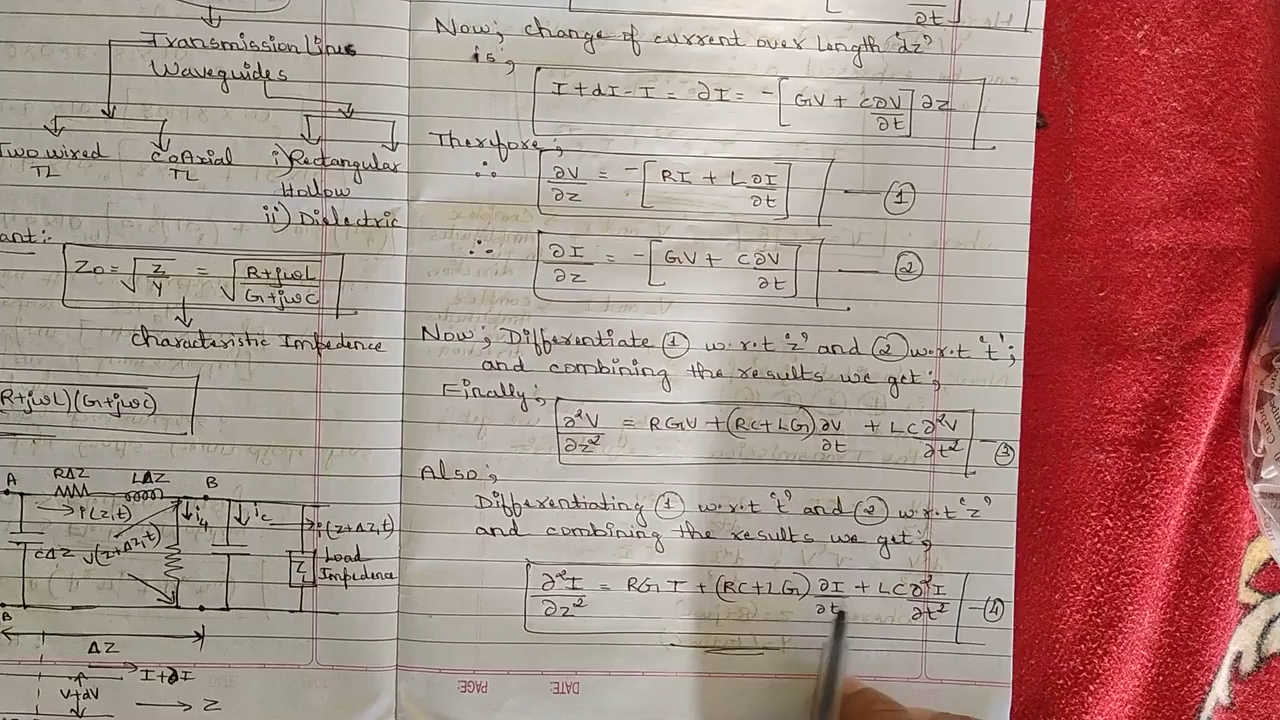 Transmission Lines
Waveguides
Two wired
TL
CoAxial
TL
i) Rectangular
Hollow
ii) Dielectric
ant:-
Z0 = √(Z/Y) = √((R+jωL)/(G+jωC))
characteristic Impedence
R+jωL)(G+jωC)
A RΔZ LΔZ B
i(z,t) i4 ic i(z+ΔZ,t)
CΔZ V(z+ΔZ,t) Load
Impedence
ZL
B
ΔZ
I+∂I
V+dV
Z
∂t
Now; change of current over length 'dz'
is;
I + dI - I = ∂I = -[GV + C∂V/∂t] ∂z
Therefore;
∴ ∂V/∂z = -[RI + L∂I/∂t] — ①
∴ ∂I/∂z = -[GV + C∂V/∂t] — ②
Now; Differentiate ① w.r.t 'z' and ② w.r.t 't';
and combining the results we get;
Finally;
∂²V/∂z² = RGV + (RC+LG) ∂V/∂t + LC∂²V/∂t² — ③
Also;
Differentiating ① w.r.t 't' and ② w.r.t 'z'
and combining the results we get;
∂²I/∂z² = RG I + (RC+LG) ∂I/∂t + LC∂²I/∂t² — ④
DATE:
PAGE: